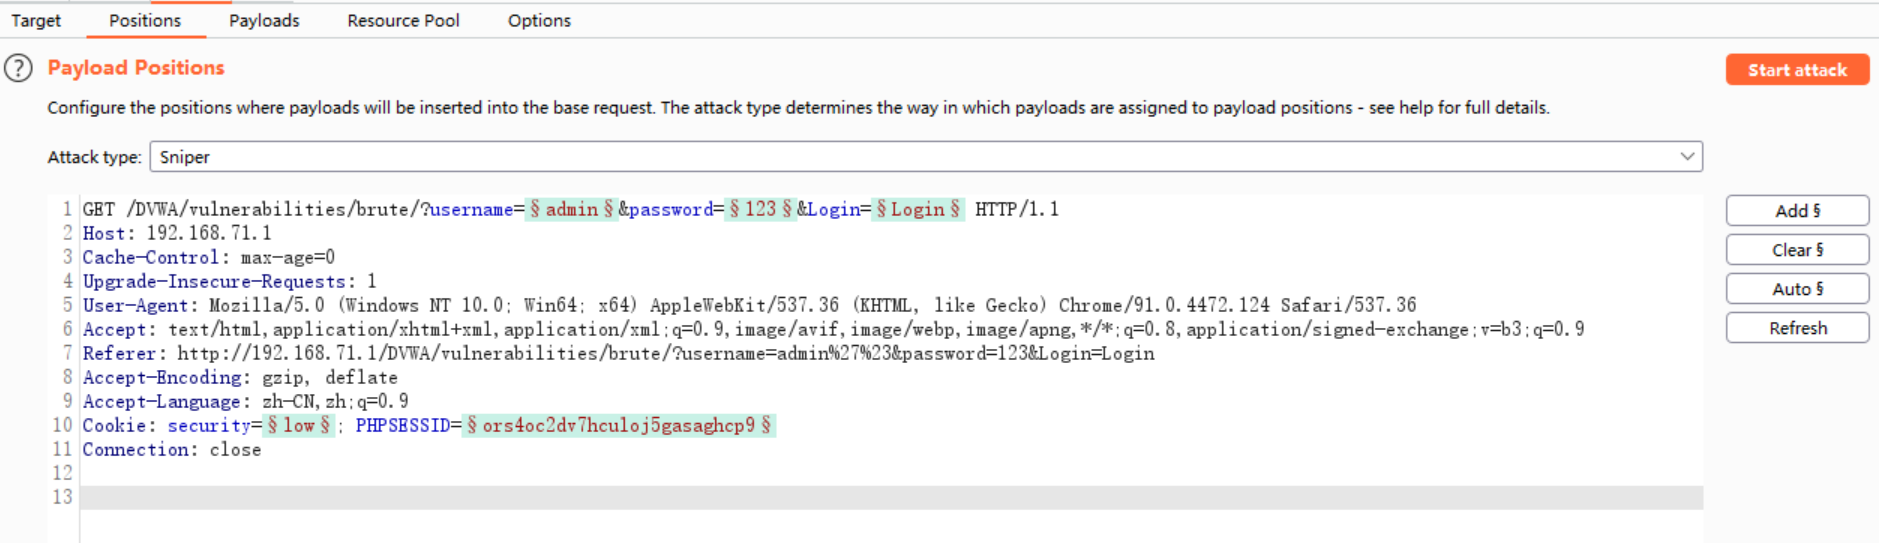 Target Positions Payloads Resource Pool Options
? Payload Positions
Start attack
Configure the positions where payloads will be inserted into the base request. The attack type determines the way in which payloads are assigned to payload positions - see help for full details.
Attack type: Sniper
1 GET /DVWA/vulnerabilities/brute/?username=§admin§&password=§123§&Login=§Login§ HTTP/1.1
2 Host: 192.168.71.1
3 Cache-Control: max-age=0
4 Upgrade-Insecure-Requests: 1
5 User-Agent: Mozilla/5.0 (Windows NT 10.0; Win64; x64) AppleWebKit/537.36 (KHTML, like Gecko) Chrome/91.0.4472.124 Safari/537.36
6 Accept: text/html,application/xhtml+xml,application/xml;q=0.9,image/avif,image/webp,image/apng,*/*;q=0.8,application/signed-exchange;v=b3;q=0.9
7 Referer: http://192.168.71.1/DVWA/vulnerabilities/brute/?username=admin%27%23&password=123&Login=Login
8 Accept-Encoding: gzip, deflate
9 Accept-Language: zh-CN,zh;q=0.9
10 Cookie: security=§low§; PHPSESSID=§ors4oc2dv7hculoj5gasaghcp9§
11 Connection: close
12
13
Add §
Clear §
Auto §
Refresh